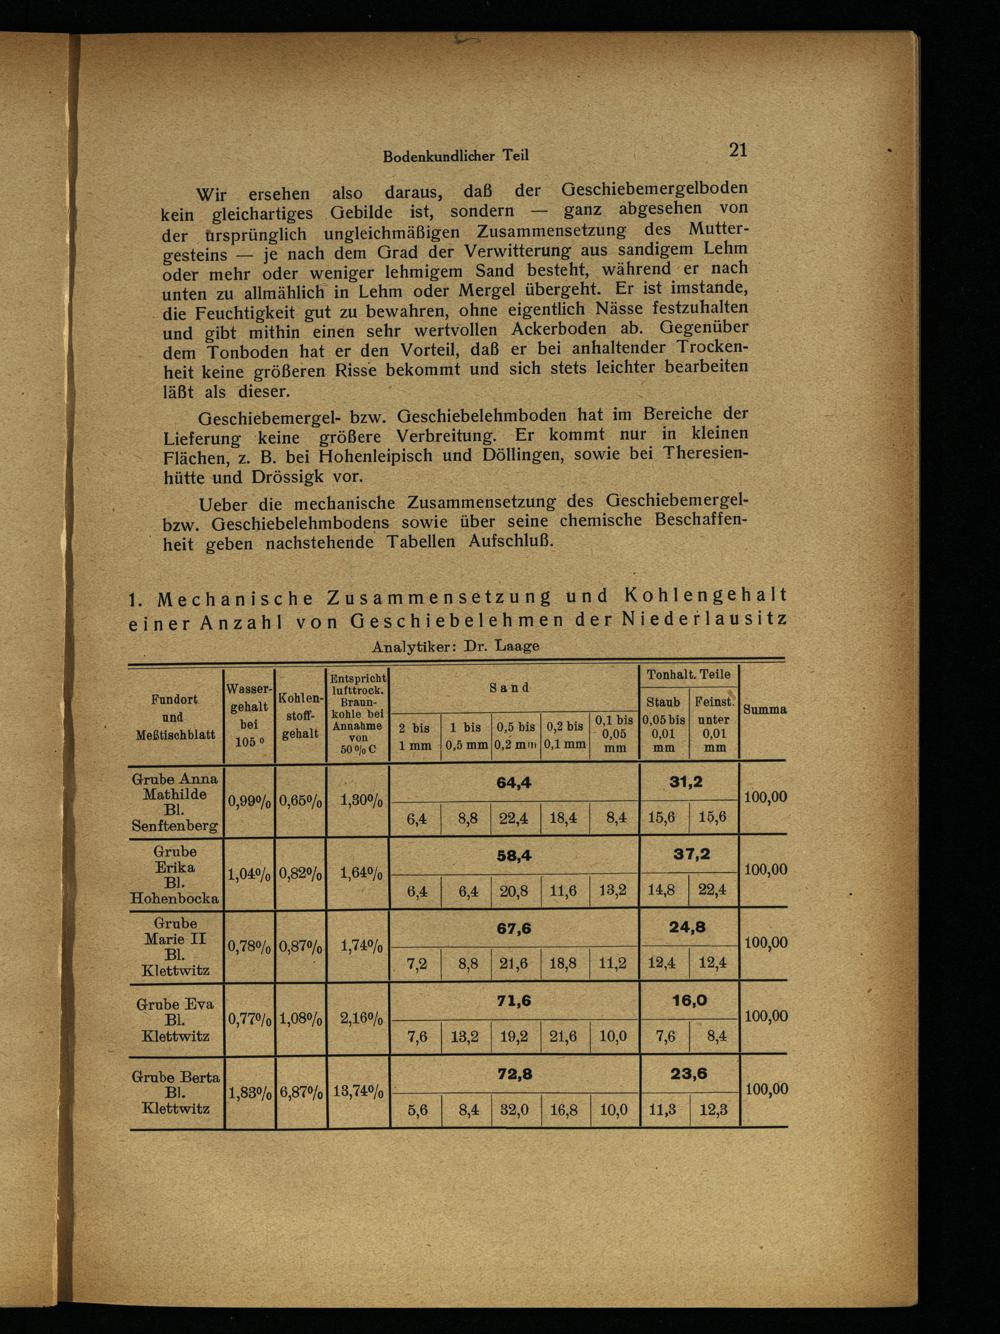 Bodenkundlicher Teil 21
Wir ersehen also daraus, daß der Geschiebemergelboden
kein gleichartiges Gebilde ist, sondern — ganz abgesehen von
der ursprünglich ungleichmäßigen Zusammensetzung des Mutter-
gesteins — je nach dem Grad der Verwitterung aus sandigem Lehm
oder mehr oder weniger lehmigem Sand besteht, während er nach
unten zu allmählich in Lehm oder Mergel übergeht. Er ist imstande,
die Feuchtigkeit gut zu bewahren, ohne eigentlich Nässe festzuhalten
und gibt mithin einen sehr wertvollen Ackerboden ab. Gegenüber
dem Tonboden hat er den Vorteil, daß er bei anhaltender Trocken-
heit keine größeren Risse bekommt und sich stets leichter bearbeiten
läßt als dieser.
Geschiebemergel- bzw. Geschiebelehmboden hat im Bereiche der
Lieferung keine größere Verbreitung. Er kommt nur in kleinen
Flächen, z. B. bei Hohenleipisch und Döllingen, sowie bei Theresien-
hütte und Drössigk vor.
Ueber die mechanische Zusammensetzung des Geschiebemergel-
bzw. Geschiebelehmbodens sowie über seine chemische Beschaffen-
heit geben nachstehende Tabellen Aufschluß.
1. Mechanische Zusammensetzung und Kohlengehalt
einer Anzahl von Geschiebelehmen der Niederlausitz
Analytiker: Dr. Laage
Fundort
und
Meßtischblatt
Wasser-
gehalt
bei
105 °
Kohlen-
stoff-
gehalt
Entspricht
lufttrock.
Braun-
kohle bei
Annahme
von
50 % C
Sand
2 bis
1 mm
1 bis
0,5 mm
0,5 bis
0,2 mm
0,2 bis
0,1 mm
0,1 bis
0,05
mm
Tonhalt. Teile
Staub
0,05 bis
0,01
mm
Feinst.
unter
0,01
mm
Summa
Grube Anna
Mathilde
Bl.
Senftenberg
0,99% 0,65% 1,30%
64,4 31,2
6,4 8,8 22,4 18,4 8,4 15,6 15,6
100,00
Grube
Erika
Bl.
Hohenbocka
1,04% 0,82% 1,64%
58,4 37,2
6,4 6,4 20,8 11,6 13,2 14,8 22,4
100,00
Grube
Marie II
Bl.
Klettwitz
0,78% 0,87% 1,74%
67,6 24,8
7,2 8,8 21,6 18,8 11,2 12,4 12,4
100,00
Grube Eva
Bl.
Klettwitz
0,77% 1,08% 2,16%
71,6 16,0
7,6 13,2 19,2 21,6 10,0 7,6 8,4
100,00
Grube Berta
Bl.
Klettwitz
1,83% 6,87% 13,74%
72,8 23,6
5,6 8,4 32,0 16,8 10,0 11,3 12,3
100,00